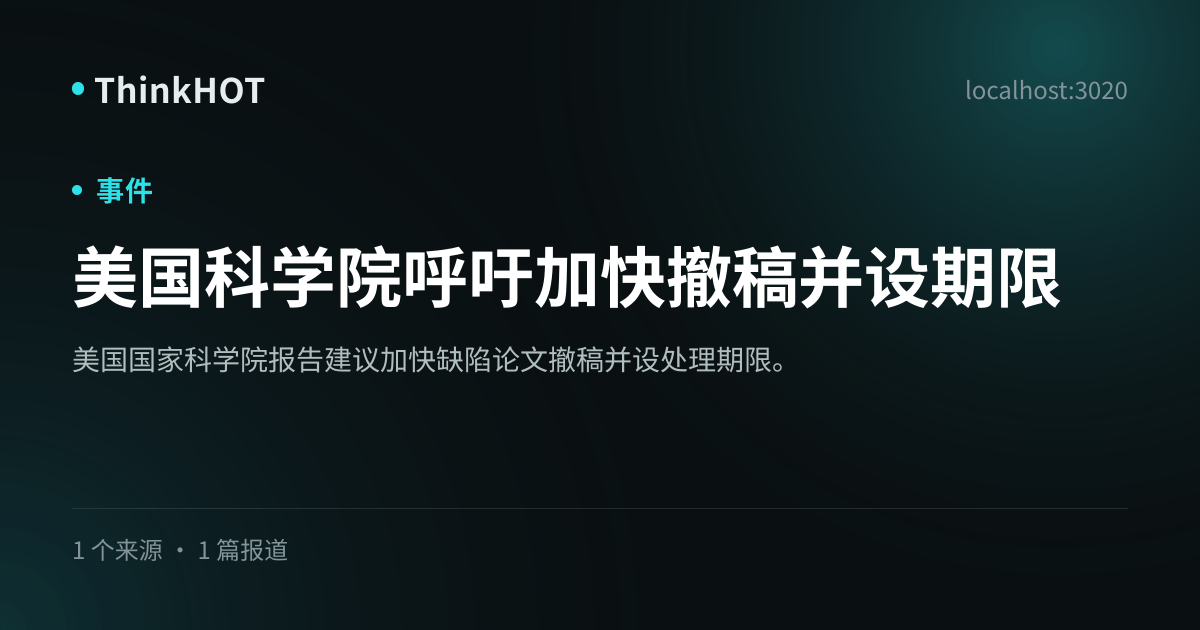 ThinkHOT
localhost:3020
事件
美国科学院呼吁加快撤稿并设期限
美国国家科学院报告建议加快缺陷论文撤稿并设处理期限。
1 个来源 · 1 篇报道